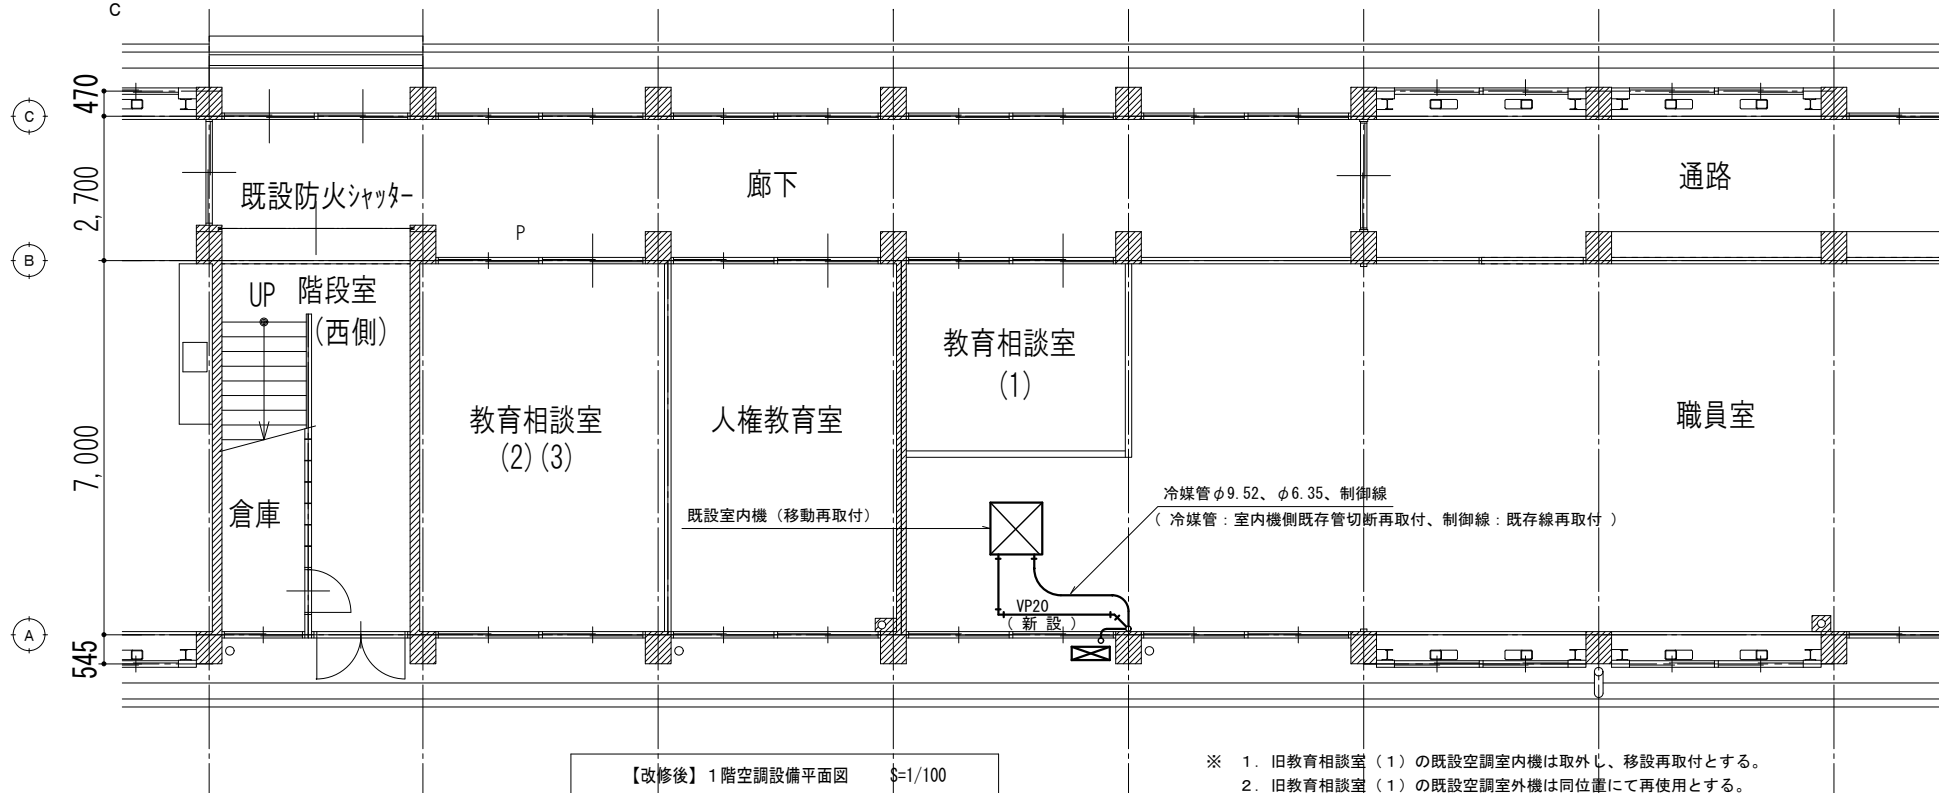 C
470
C
2,700
既設防火シャッター
廊下
通路
P
B
UP
階段室
(西側)
教育相談室
(1)
教育相談室
(2)(3)
人権教育室
職員室
7,000
倉庫
既設室内機（移動再取付）
冷媒管φ9.52、φ6.35、制御線
（ 冷媒管：室内機側既存管切断再取付、制御線：既存線再取付 ）
VP20
（ 新 設 ）
A
545
【改修後】１階空調設備平面図 S=1/100
※ １．旧教育相談室（１）の既設空調室内機は取外し、移設再取付とする。
２．旧教育相談室（１）の既設空調室外機は同位置にて再使用とする。